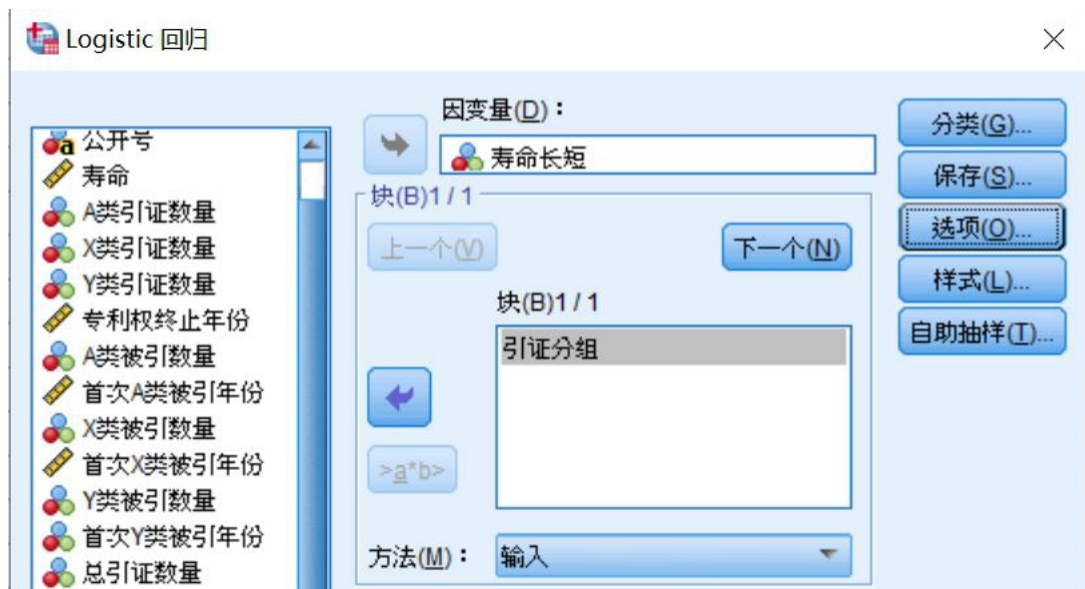 Logistic 回归
公开号
寿命
A类引证数量
X类引证数量
Y类引证数量
专利权终止年份
A类被引数量
首次A类被引年份
X类被引数量
首次X类被引年份
Y类被引数量
首次Y类被引年份
总引证数量
因变量(D)：
寿命长短
块(B)1 / 1
上一个(V)
下一个(N)
块(B)1 / 1
引证分组
>a*b>
方法(M)：
输入
分类(G)...
保存(S)...
选项(O)...
样式(L)...
自助抽样(T)...